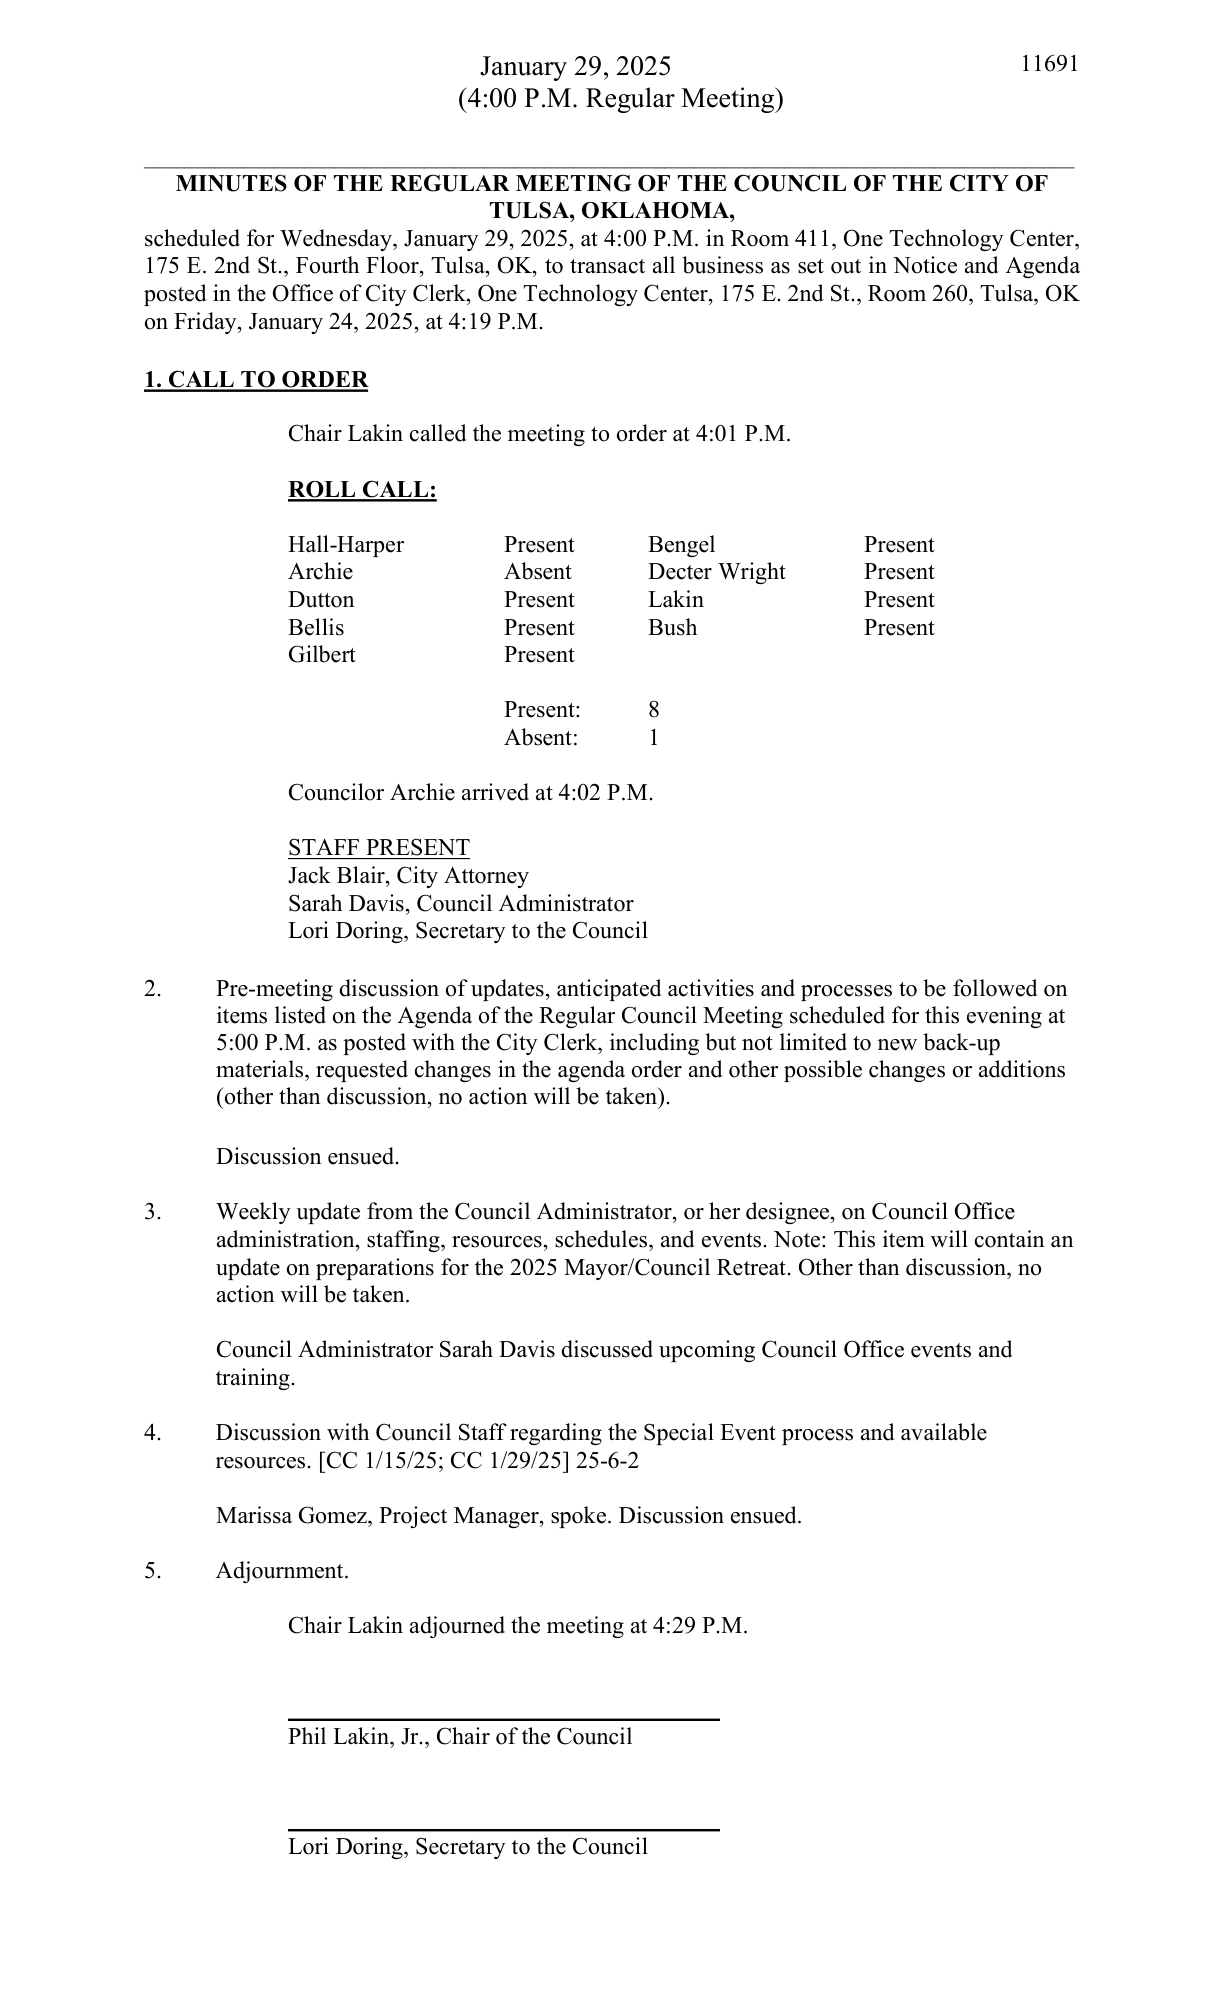 January 29, 2025 11691
(4:00 P.M. Regular Meeting)
MINUTES OF THE REGULAR MEETING OF THE COUNCIL OF THE CITY OF
TULSA, OKLAHOMA,
scheduled for Wednesday, January 29, 2025, at 4:00 P.M. in Room 411, One Technology Center,
175 E. 2nd St., Fourth Floor, Tulsa, OK, to transact all business as set out in Notice and Agenda
posted in the Office of City Clerk, One Technology Center, 175 E. 2nd St., Room 260, Tulsa, OK
on Friday, January 24, 2025, at 4:19 P.M.
1. CALL TO ORDER
Chair Lakin called the meeting to order at 4:01 P.M.
ROLL CALL:
Hall-Harper Present Bengel Present
Archie Absent Decter Wright Present
Dutton Present Lakin Present
Bellis Present Bush Present
Gilbert Present
Present: 8
Absent: 1
Councilor Archie arrived at 4:02 P.M.
STAFF PRESENT
Jack Blair, City Attorney
Sarah Davis, Council Administrator
Lori Doring, Secretary to the Council
2. Pre-meeting discussion of updates, anticipated activities and processes to be followed on
items listed on the Agenda of the Regular Council Meeting scheduled for this evening at
5:00 P.M. as posted with the City Clerk, including but not limited to new back-up
materials, requested changes in the agenda order and other possible changes or additions
(other than discussion, no action will be taken).
Discussion ensued.
3. Weekly update from the Council Administrator, or her designee, on Council Office
administration, staffing, resources, schedules, and events. Note: This item will contain an
update on preparations for the 2025 Mayor/Council Retreat. Other than discussion, no
action will be taken.
Council Administrator Sarah Davis discussed upcoming Council Office events and
training.
4. Discussion with Council Staff regarding the Special Event process and available
resources. [CC 1/15/25; CC 1/29/25] 25-6-2
Marissa Gomez, Project Manager, spoke. Discussion ensued.
5. Adjournment.
Chair Lakin adjourned the meeting at 4:29 P.M.
Phil Lakin, Jr., Chair of the Council
Lori Doring, Secretary to the Council